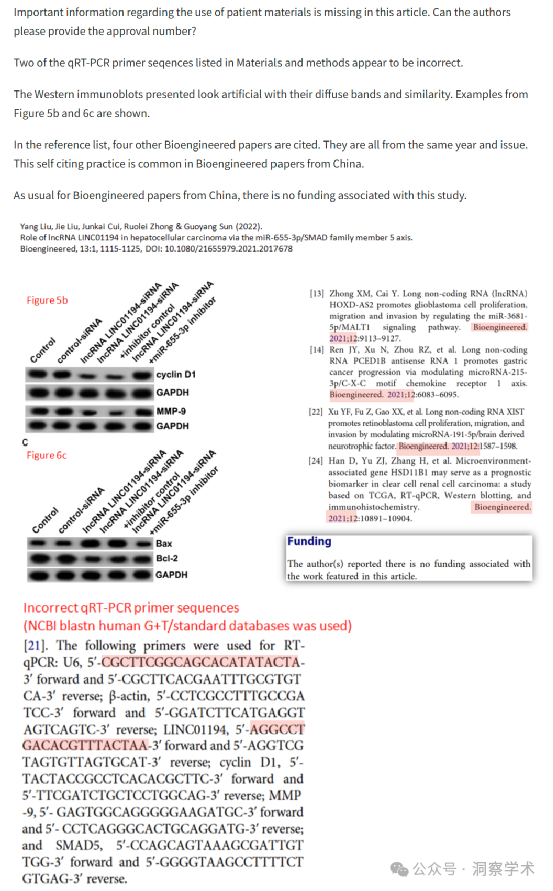 Important information regarding the use of patient materials is missing in this article. Can the authors
please provide the approval number?
Two of the qRT-PCR primer seqences listed in Materials and methods appear to be incorrect.
The Western immunoblots presented look artificial with their diffuse bands and similarity. Examples from
Figure 5b and 6c are shown.
In the reference list, four other Bioengineered papers are cited. They are all from the same year and issue.
This self citing practice is common in Bioengineered papers from China.
As usual for Bioengineered papers from China, there is no funding associated with this study.
Yang Liu, Jie Liu, Junkai Cui, Ruolei Zhong & Guoyang Sun (2022).
Role of lncRNA LINC01194 in hepatocellular carcinoma via the miR-655-3p/SMAD family member 5 axis.
Bioengineered, 13:1, 1115-1125, DOI: 10.1080/21655979.2021.2017678
Figure 5b
Control
control-siRNA
lncRNA LINC01194-siRNA
lncRNA LINC01194-siRNA
+inhibitor control
lncRNA LINC01194-siRNA
+miR-655-3p inhibitor
cyclin D1
GAPDH
MMP-9
GAPDH
C
Figure 6c
Control
control-siRNA
lncRNA LINC01194-siRNA
lncRNA LINC01194-siRNA
+inhibitor control
lncRNA LINC01194-siRNA
+miR-655-3p inhibitor
Bax
Bcl-2
GAPDH
[13] Zhong XM, Cai Y. Long non-coding RNA (lncRNA)
HOXD-AS2 promotes glioblastoma cell proliferation,
migration and invasion by regulating the miR-3681-
5p/MALT1 signaling pathway. Bioengineered.
2021;12:9113–9127.
[14] Ren JY, Xu N, Zhou RZ, et al. Long non-coding
RNA PCED1B antisense RNA 1 promotes gastric
cancer progression via modulating microRNA-215-
3p/C-X-C motif chemokine receptor 1 axis.
Bioengineered. 2021;12:6083–6095.
[22] Xu YF, Fu Z, Gao XX, et al. Long non-coding RNA XIST
promotes retinoblastoma cell proliferation, migration, and
invasion by modulating microRNA-191-5p/brain derived
neurotrophic factor. Bioengineered. 2021;12:1587–1598.
[24] Han D, Yu ZJ, Zhang H, et al. Microenvironment-
associated gene HSD11B1 may serve as a prognostic
biomarker in clear cell renal cell carcinoma: a study
based on TCGA, RT-qPCR, Western blotting, and
immunohistochemistry. Bioengineered.
2021;12:10891–10904.
Funding
The author(s) reported there is no funding associated with
the work featured in this article.
Incorrect qRT-PCR primer sequences
(NCBI blastn human G+T/standard databases was used)
[21]. The following primers were used for RT-
qPCR: U6, 5′-CGCTTCGGCAGCACATATACTA-
3′ forward and 5′-CGCTTCACGAATTTGCGTGT
CA-3′ reverse; β-actin, 5′-CCTCGCCTTTGCCGA
TCC-3′ forward and 5′-GGATCTTCATGAGGT
AGTCAGTC-3′ reverse; LINC01194, 5′-AGGCCT
GACACGTTTACTAA-3′ forward and 5′-AGGTCG
TAGTGTTAGTGCAT-3′ reverse; cyclin D1, 5′-
TACTACCGCCTCACACGCTTC-3′ forward and
5′-TTCGATCTGCTCCTGGCAG-3′ reverse; MMP
-9, 5′- GAGTGGCAGGGGGAAGATGC-3′ forward
and 5′- CCTCAGGGCACTGCAGGATG-3′ reverse;
and SMAD5, 5′-CCAGCAGTAAAGCGATTGT
TGG-3′ forward and 5′-GGGGTAAGCCTTTTCT
GTGAG-3′ reverse.
公众号 · 洞察学术